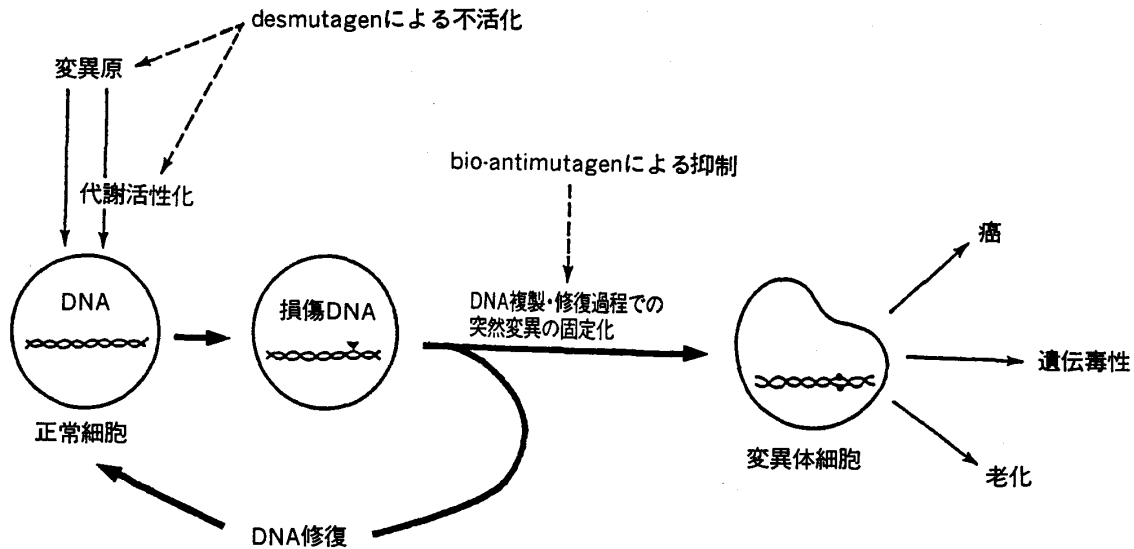 desmutagenによる不活化
変異原
bio-antimutagenによる抑制
代謝活性化
癌
DNA
損傷DNA
DNA複製・修復過程での
突然変異の固定化
遺伝毒性
正常細胞
変異体細胞
老化
DNA修復